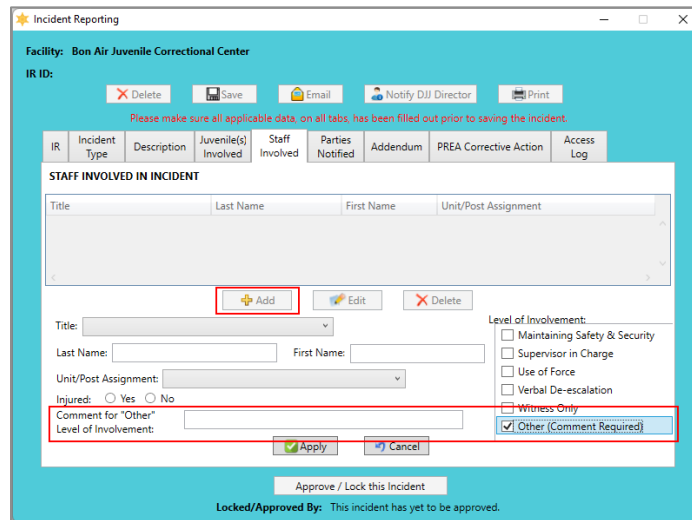 Incident Reporting
Facility: Bon Air Juvenile Correctional Center
IR ID:
Delete Save Email Notify DJJ Director Print
Please make sure all applicable data, on all tabs, has been filled out prior to saving the incident.
IR Incident Type Description Juvenile(s) Involved Staff Involved Parties Notified Addendum PREA Corrective Action Access Log
STAFF INVOLVED IN INCIDENT
Title Last Name First Name Unit/Post Assignment
Add Edit Delete
Level of Involvement:
Title:
Maintaining Safety & Security
Last Name: First Name:
Supervisor in Charge
Use of Force
Unit/Post Assignment:
Verbal De-escalation
Injured: Yes No
Witness Only
Comment for "Other"
Level of Involvement:
Other (Comment Required)
Apply Cancel
Approve / Lock this Incident
Locked/Approved By: This incident has yet to be approved.